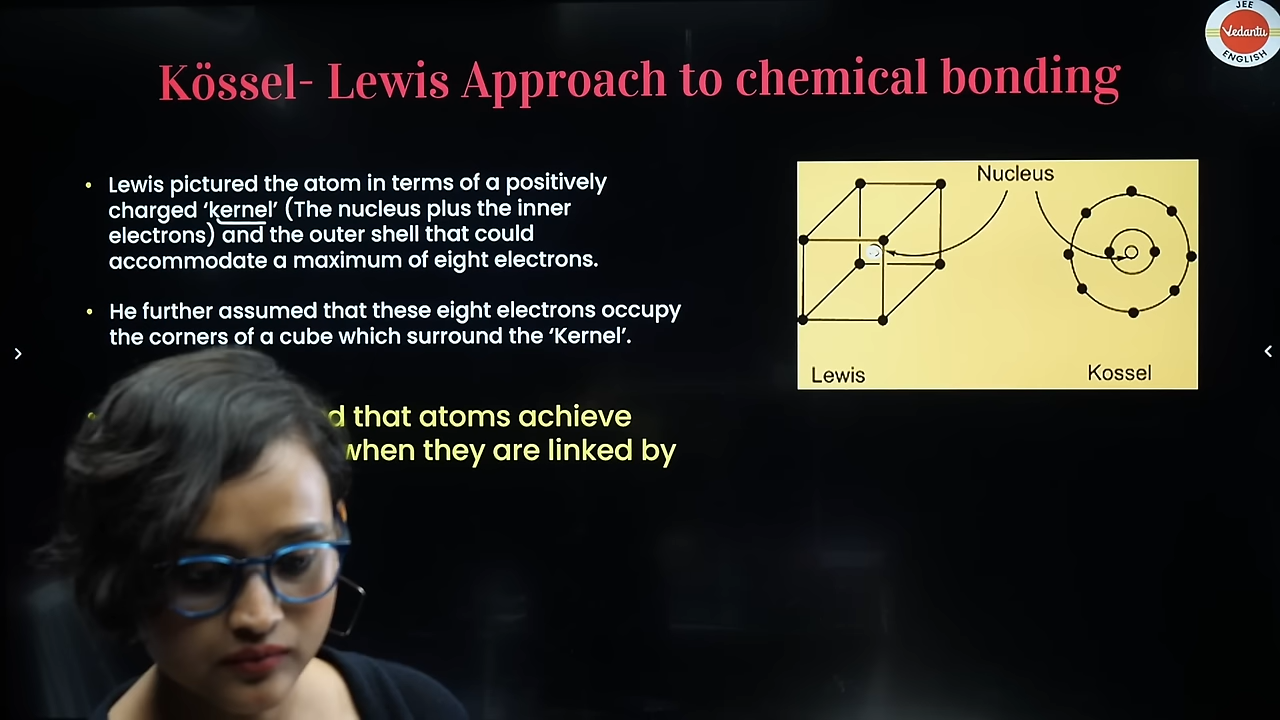 JEE
Vedantu
ENGLISH
Kössel- Lewis Approach to chemical bonding
• Lewis pictured the atom in terms of a positively
charged ‘kernel’ (The nucleus plus the inner
electrons) and the outer shell that could
accommodate a maximum of eight electrons.
• He further assumed that these eight electrons occupy
the corners of a cube which surround the ‘Kernel’.
that atoms achieve
when they are linked by
Nucleus
Lewis
Kossel